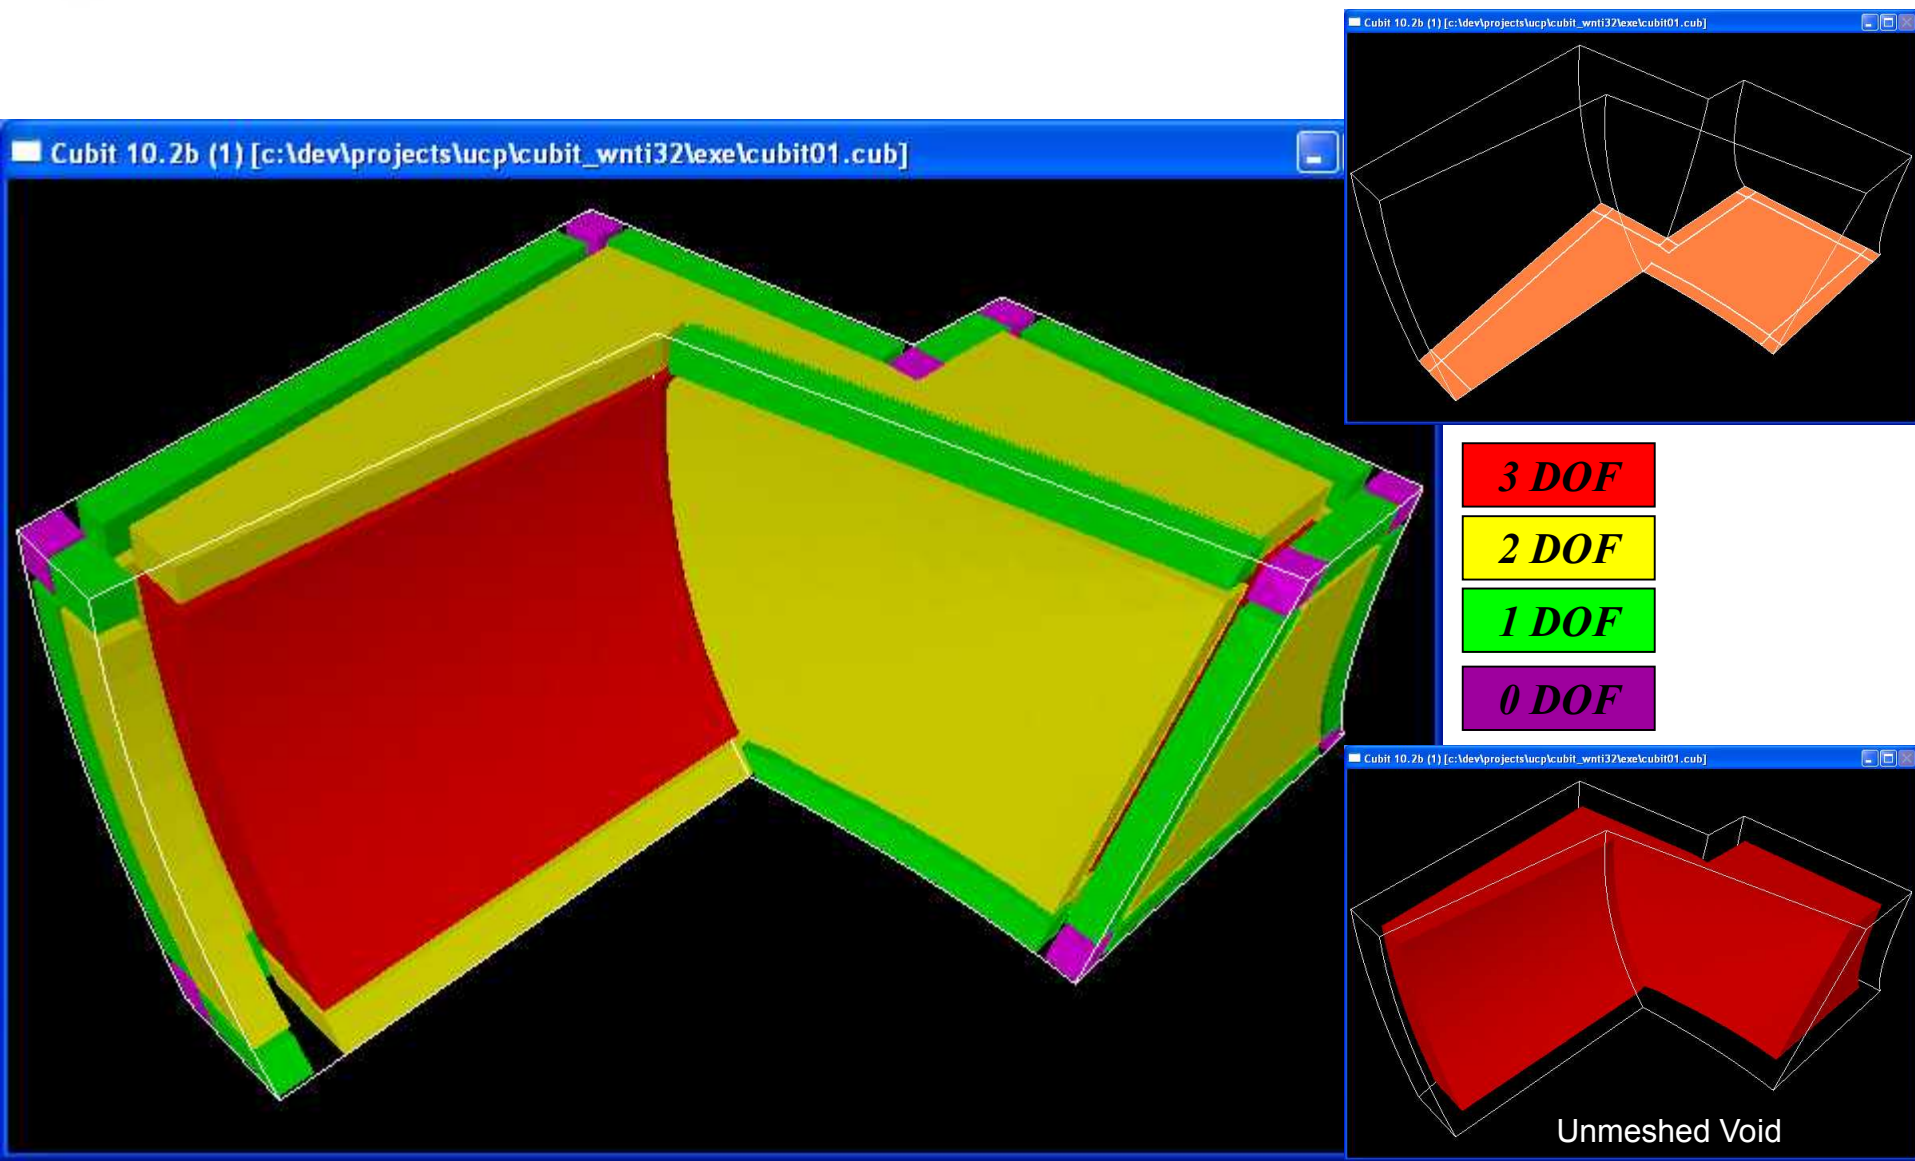 Cubit 10.2b (1) [c:\dev\projects\ucp\cubit_wnti32\exe\cubit01.cub]
Cubit 10.2b (1) [c:\dev\projects\ucp\cubit_wnti32\exe\cubit01.cub]
3 DOF
2 DOF
1 DOF
0 DOF
Cubit 10.2b (1) [c:\dev\projects\ucp\cubit_wnti32\exe\cubit01.cub]
Unmeshed Void